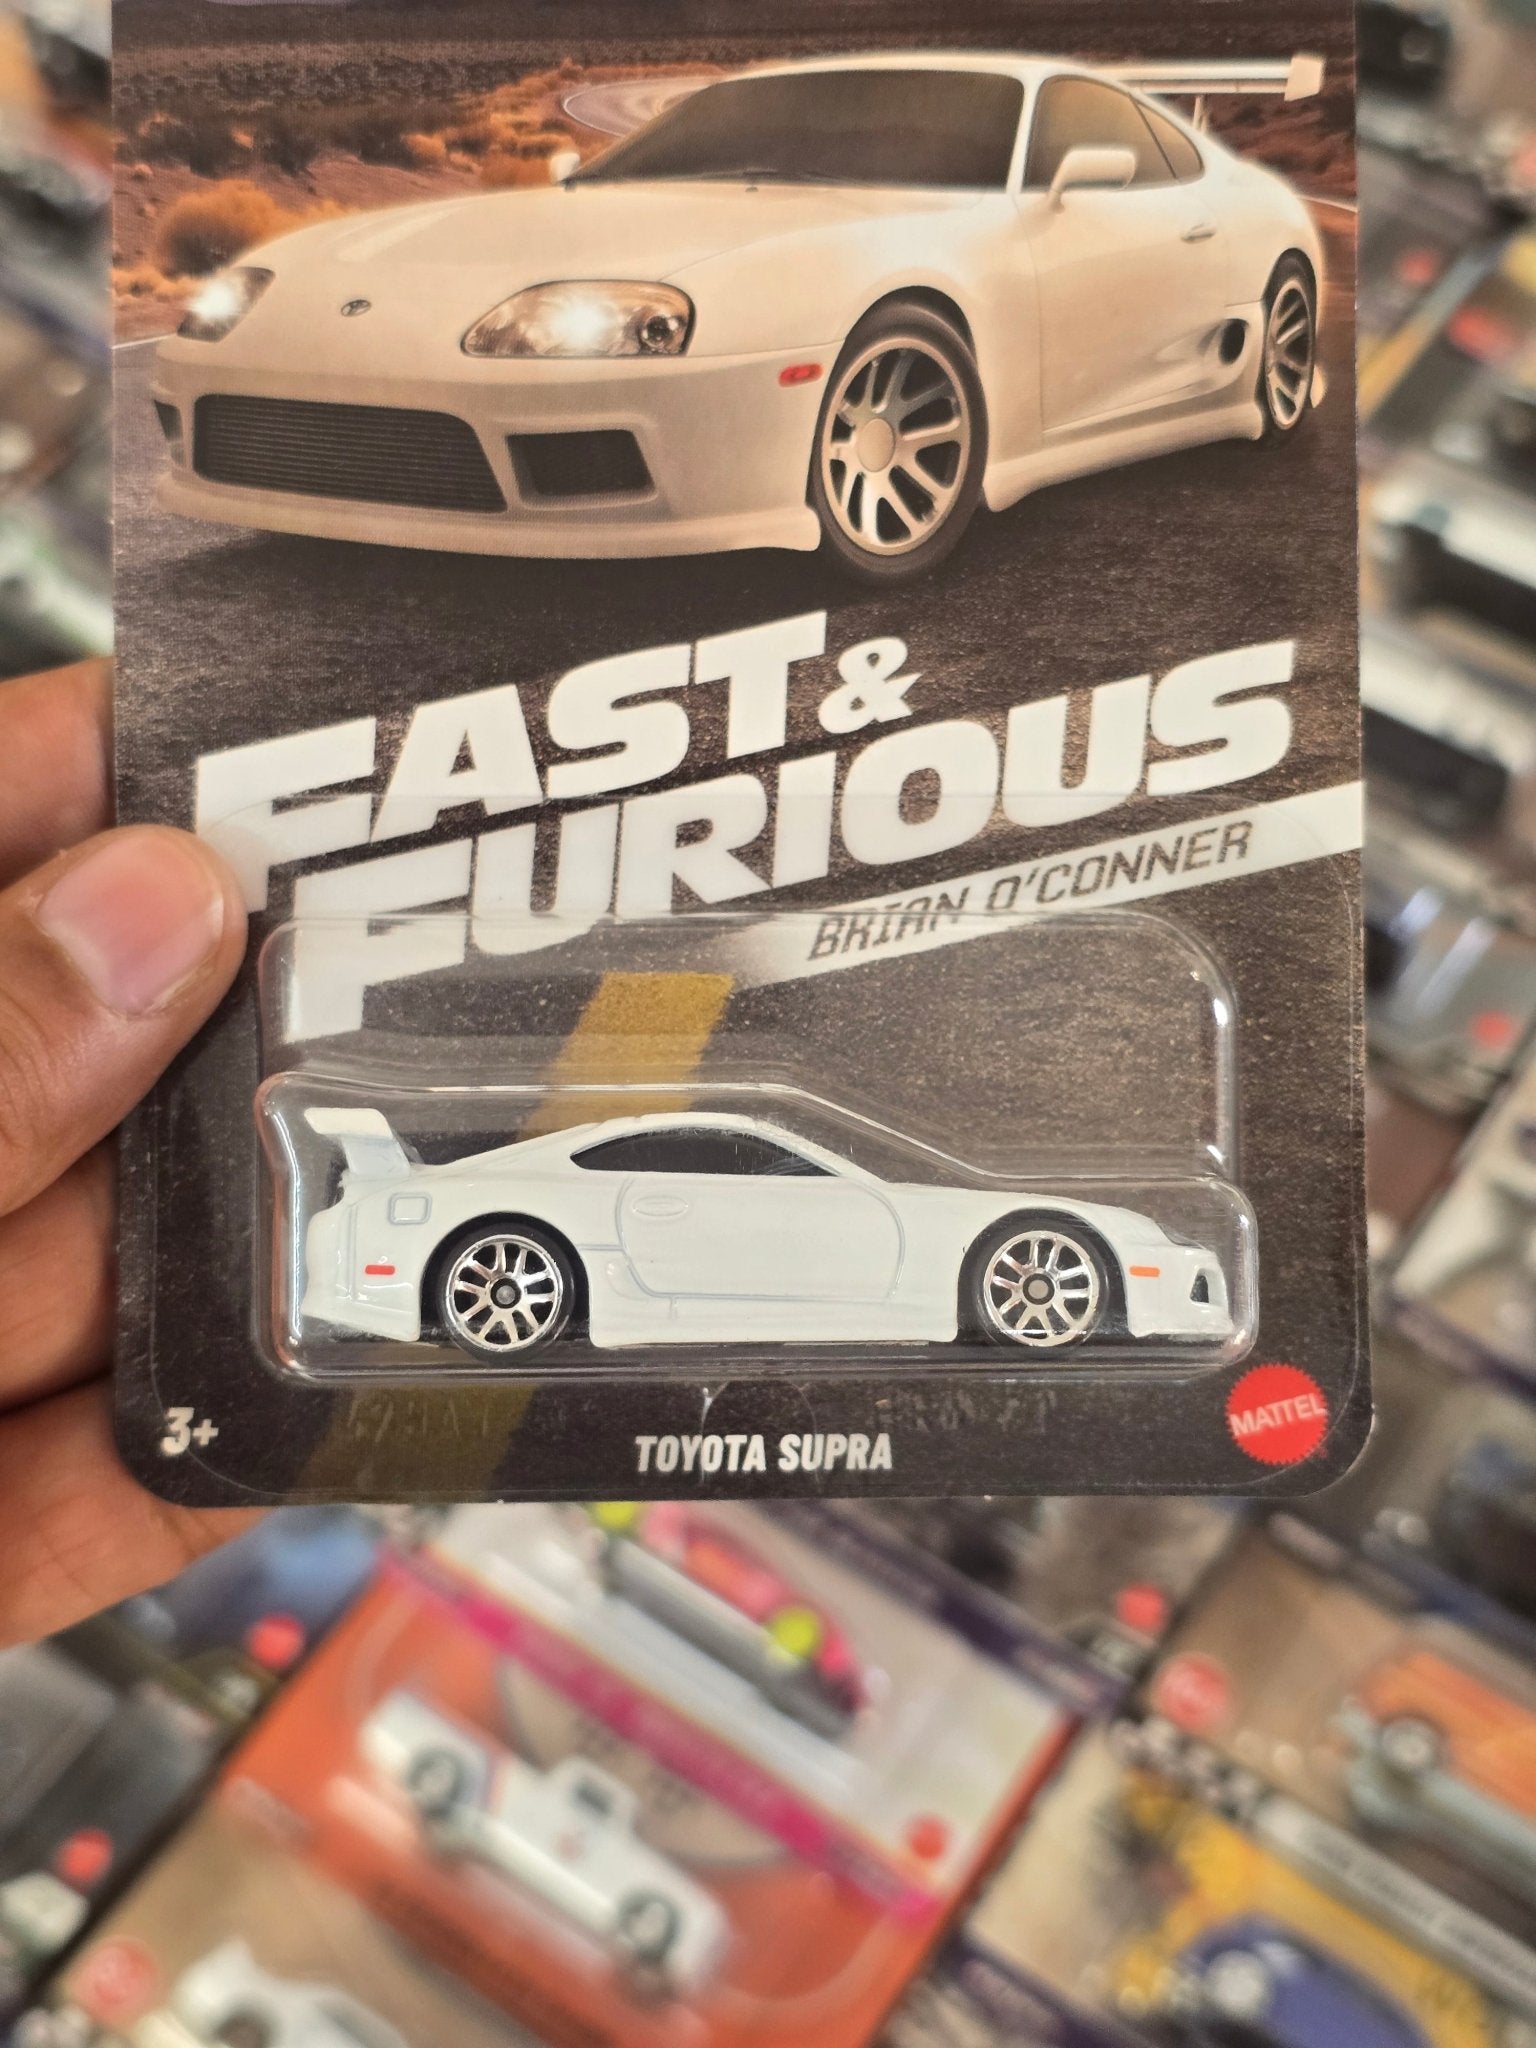 FAST &
FURIOUS
BRIAN O'CONNER
3+
TOYOTA SUPRA
MATTEL